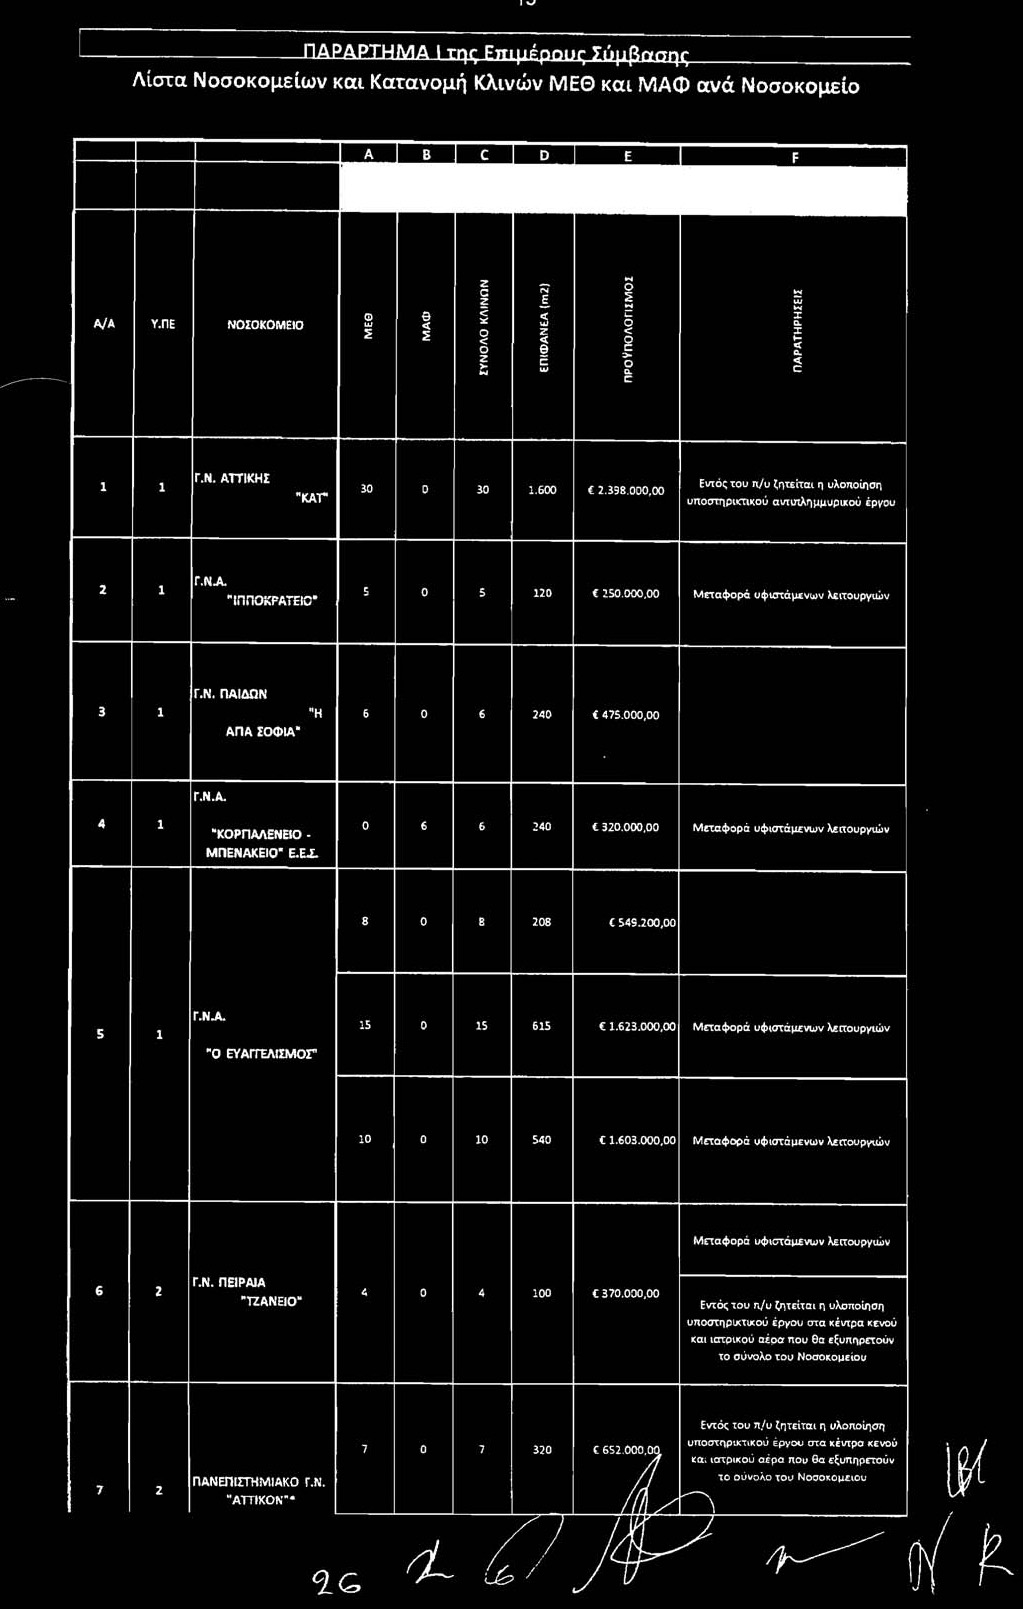 ΠΑΡΑΡΤΗΜΑ Ι της Επιμέρους Σύμβασης
Λίστα Νοσοκομείων και Κατανομή Κλινών ΜΕΘ και ΜΑΦ ανά Νοσοκομείο
A B C D E F
Α/Α Υ.ΠΕ ΝΟΣΟΚΟΜΕΙΟ ΜΕΘ ΜΑΦ ΣΥΝΟΛΟ ΚΛΙΝΩΝ ΕΠΙΦΑΝΕΑ (m2) ΠΡΟΫΠΟΛΟΓΙΣΜΟΣ ΠΑΡΑΤΗΡΗΣΕΙΣ
Γ.Ν. ΑΤΤΙΚΗΣ
1 1 "ΚΑΤ" 30 0 30 1.600 € 2.398.000,00 Εντός του π/υ ζητείται η υλοποίηση
υποστηρικτικού αντιπλημμυρικού έργου
Γ.Ν.Α.
2 1 "ΙΠΠΟΚΡΑΤΕΙΟ" 5 0 5 120 € 250.000,00 Μεταφορά υφιστάμενων λειτουργιών
Γ.Ν. ΠΑΙΔΩΝ
3 1 "Η 6 0 6 240 € 475.000,00
ΑΓΙΑ ΣΟΦΙΑ"
Γ.Ν.Α.
4 1 "ΚΟΡΓΙΑΛΕΝΕΙΟ - 0 6 6 240 € 320.000,00 Μεταφορά υφιστάμενων λειτουργιών
ΜΠΕΝΑΚΕΙΟ" Ε.Ε.Σ.
8 0 8 208 € 549.200,00
Γ.Ν.Α.
5 1 15 0 15 615 € 1.623.000,00 Μεταφορά υφιστάμενων λειτουργιών
"Ο ΕΥΑΓΓΕΛΙΣΜΟΣ"
10 0 10 540 € 1.603.000,00 Μεταφορά υφιστάμενων λειτουργιών
Μεταφορά υφιστάμενων λειτουργιών
Γ.Ν. ΠΕΙΡΑΙΑ
6 2 "ΤΖΑΝΕΙΟ" 4 0 4 100 € 370.000,00 Εντός του π/υ ζητείται η υλοποίηση
υποστηρικτικού έργου στα κέντρα κενού
και ιατρικού αέρα που θα εξυπηρετούν
το σύνολο του Νοσοκομείου
Εντός του π/υ ζητείται η υλοποίηση
7 0 7 320 € 652.000,00 υποστηρικτικού έργου στα κέντρα κενού
και ιατρικού αέρα που θα εξυπηρετούν
το σύνολο του Νοσοκομείου
7 2 ΠΑΝΕΠΙΣΤΗΜΙΑΚΟ Γ.Ν.
"ΑΤΤΙΚΟΝ"*
26